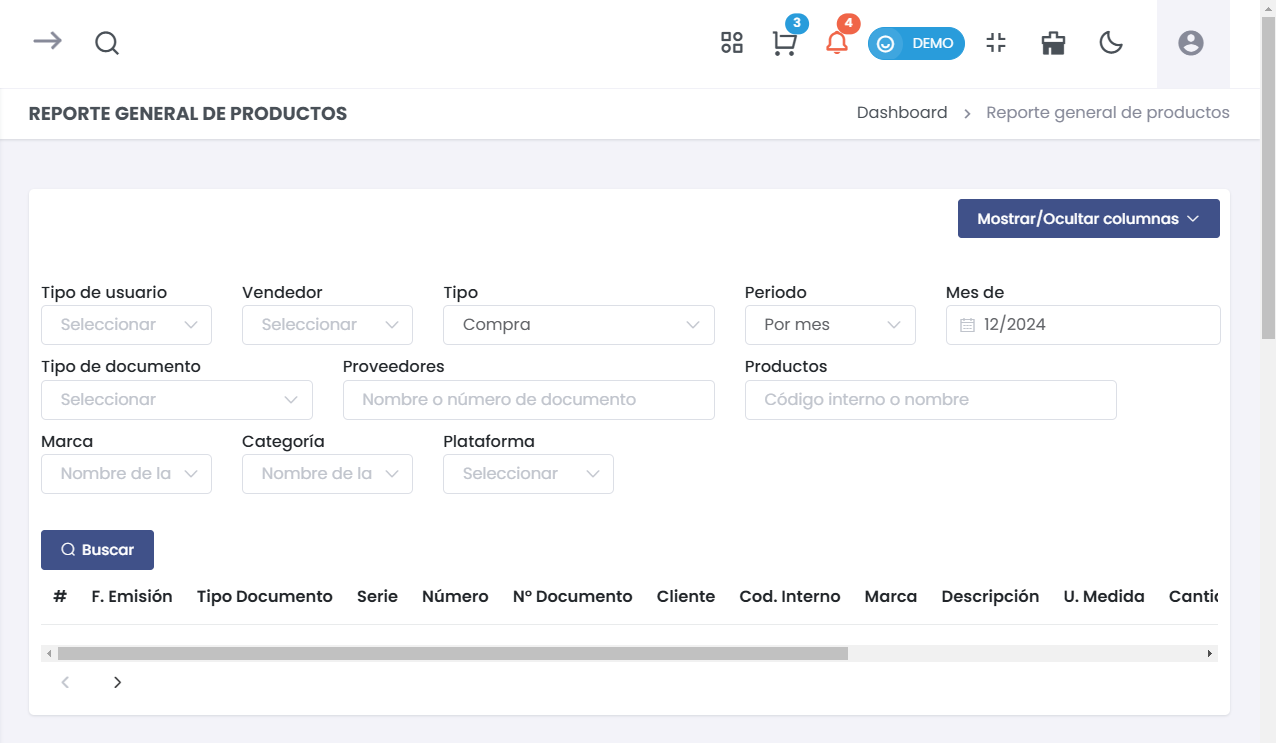 3
4
DEMO
REPORTE GENERAL DE PRODUCTOS
Dashboard > Reporte general de productos
Mostrar/Ocultar columnas
Tipo de usuario Vendedor Tipo Periodo Mes de
Seleccionar Seleccionar Compra Por mes 12/2024
Tipo de documento Proveedores Productos
Seleccionar Nombre o número de documento Código interno o nombre
Marca Categoría Plataforma
Nombre de la Nombre de la Seleccionar
Buscar
# F. Emisión Tipo Documento Serie Número Nº Documento Cliente Cod. Interno Marca Descripción U. Medida Cantid